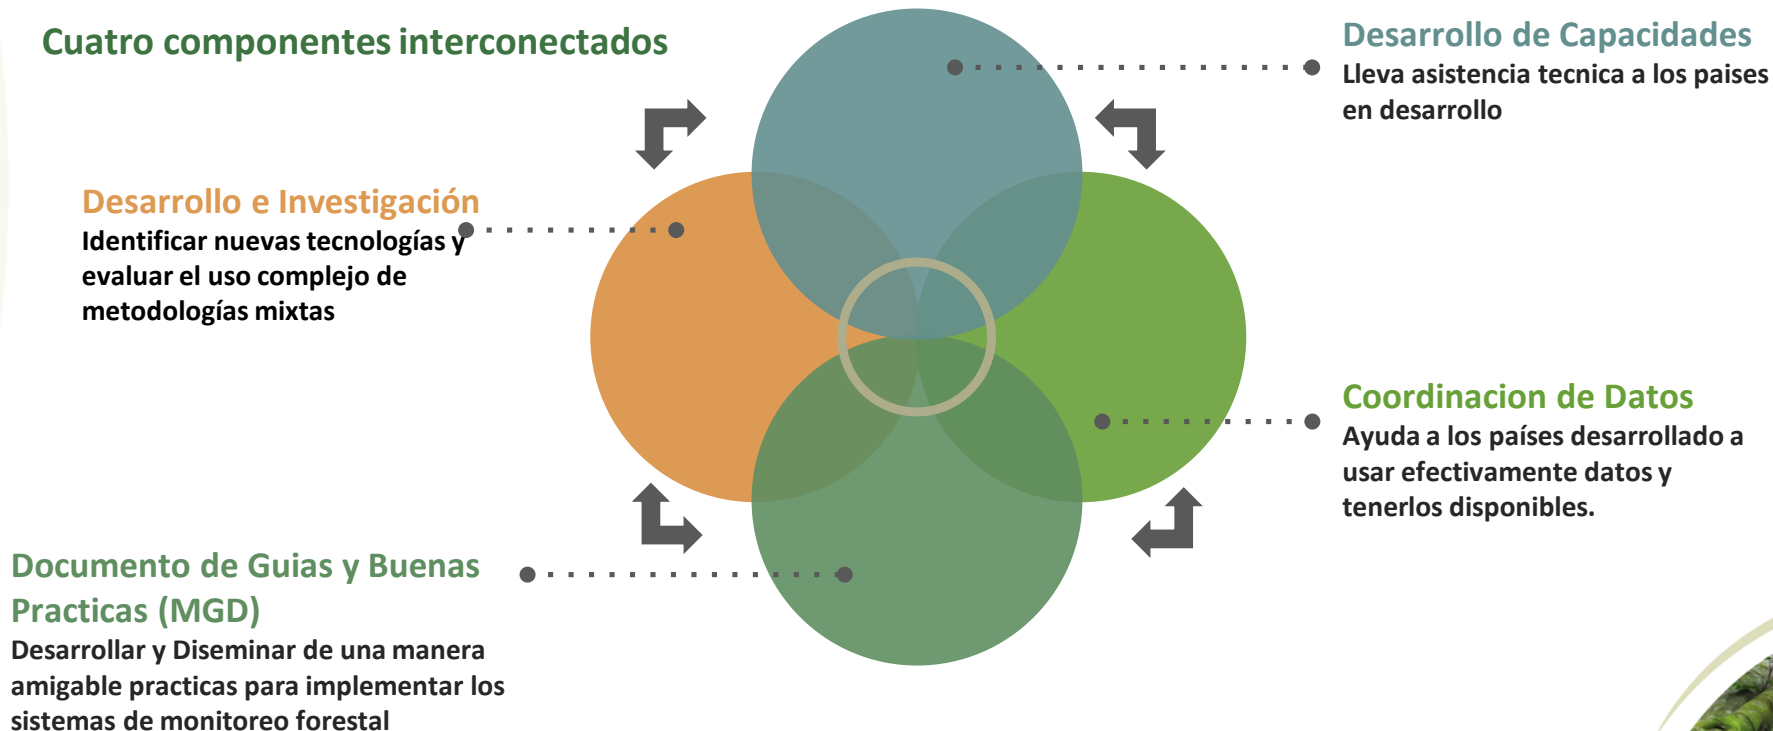 Cuatro componentes interconectados
Desarrollo de Capacidades
Lleva asistencia tecnica a los paises
en desarrollo
Desarrollo e Investigación
Identificar nuevas tecnologías y
evaluar el uso complejo de
metodologías mixtas
Coordinacion de Datos
Ayuda a los países desarrollado a
usar efectivamente datos y
tenerlos disponibles.
Documento de Guias y Buenas
Practicas (MGD)
Desarrollar y Diseminar de una manera
amigable practicas para implementar los
sistemas de monitoreo forestal